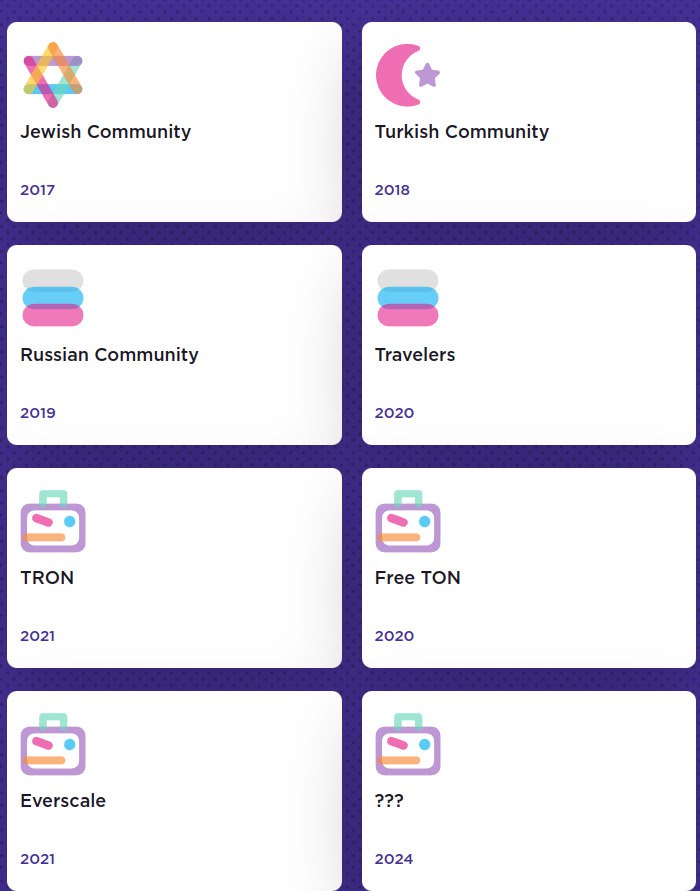 Jewish Community
2017
Turkish Community
2018
Russian Community
2019
Travelers
2020
TRON
2021
Free TON
2020
Everscale
2021
???
2024